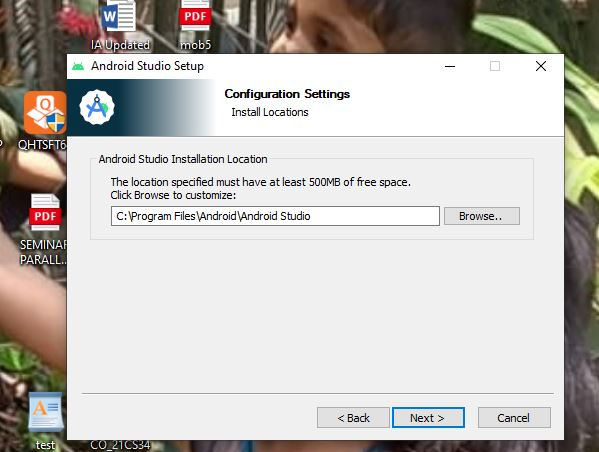 IA Updated
mob5
Android Studio Setup
Configuration Settings
Install Locations
QHTSFT6
Android Studio Installation Location
The location specified must have at least 500MB of free space.
Click Browse to customize:
C:\Program Files\Android\Android Studio
Browse..
PDF
PDF
SEMINAR
PARALL...
< Back
Next >
Cancel
test
CO_21CS34